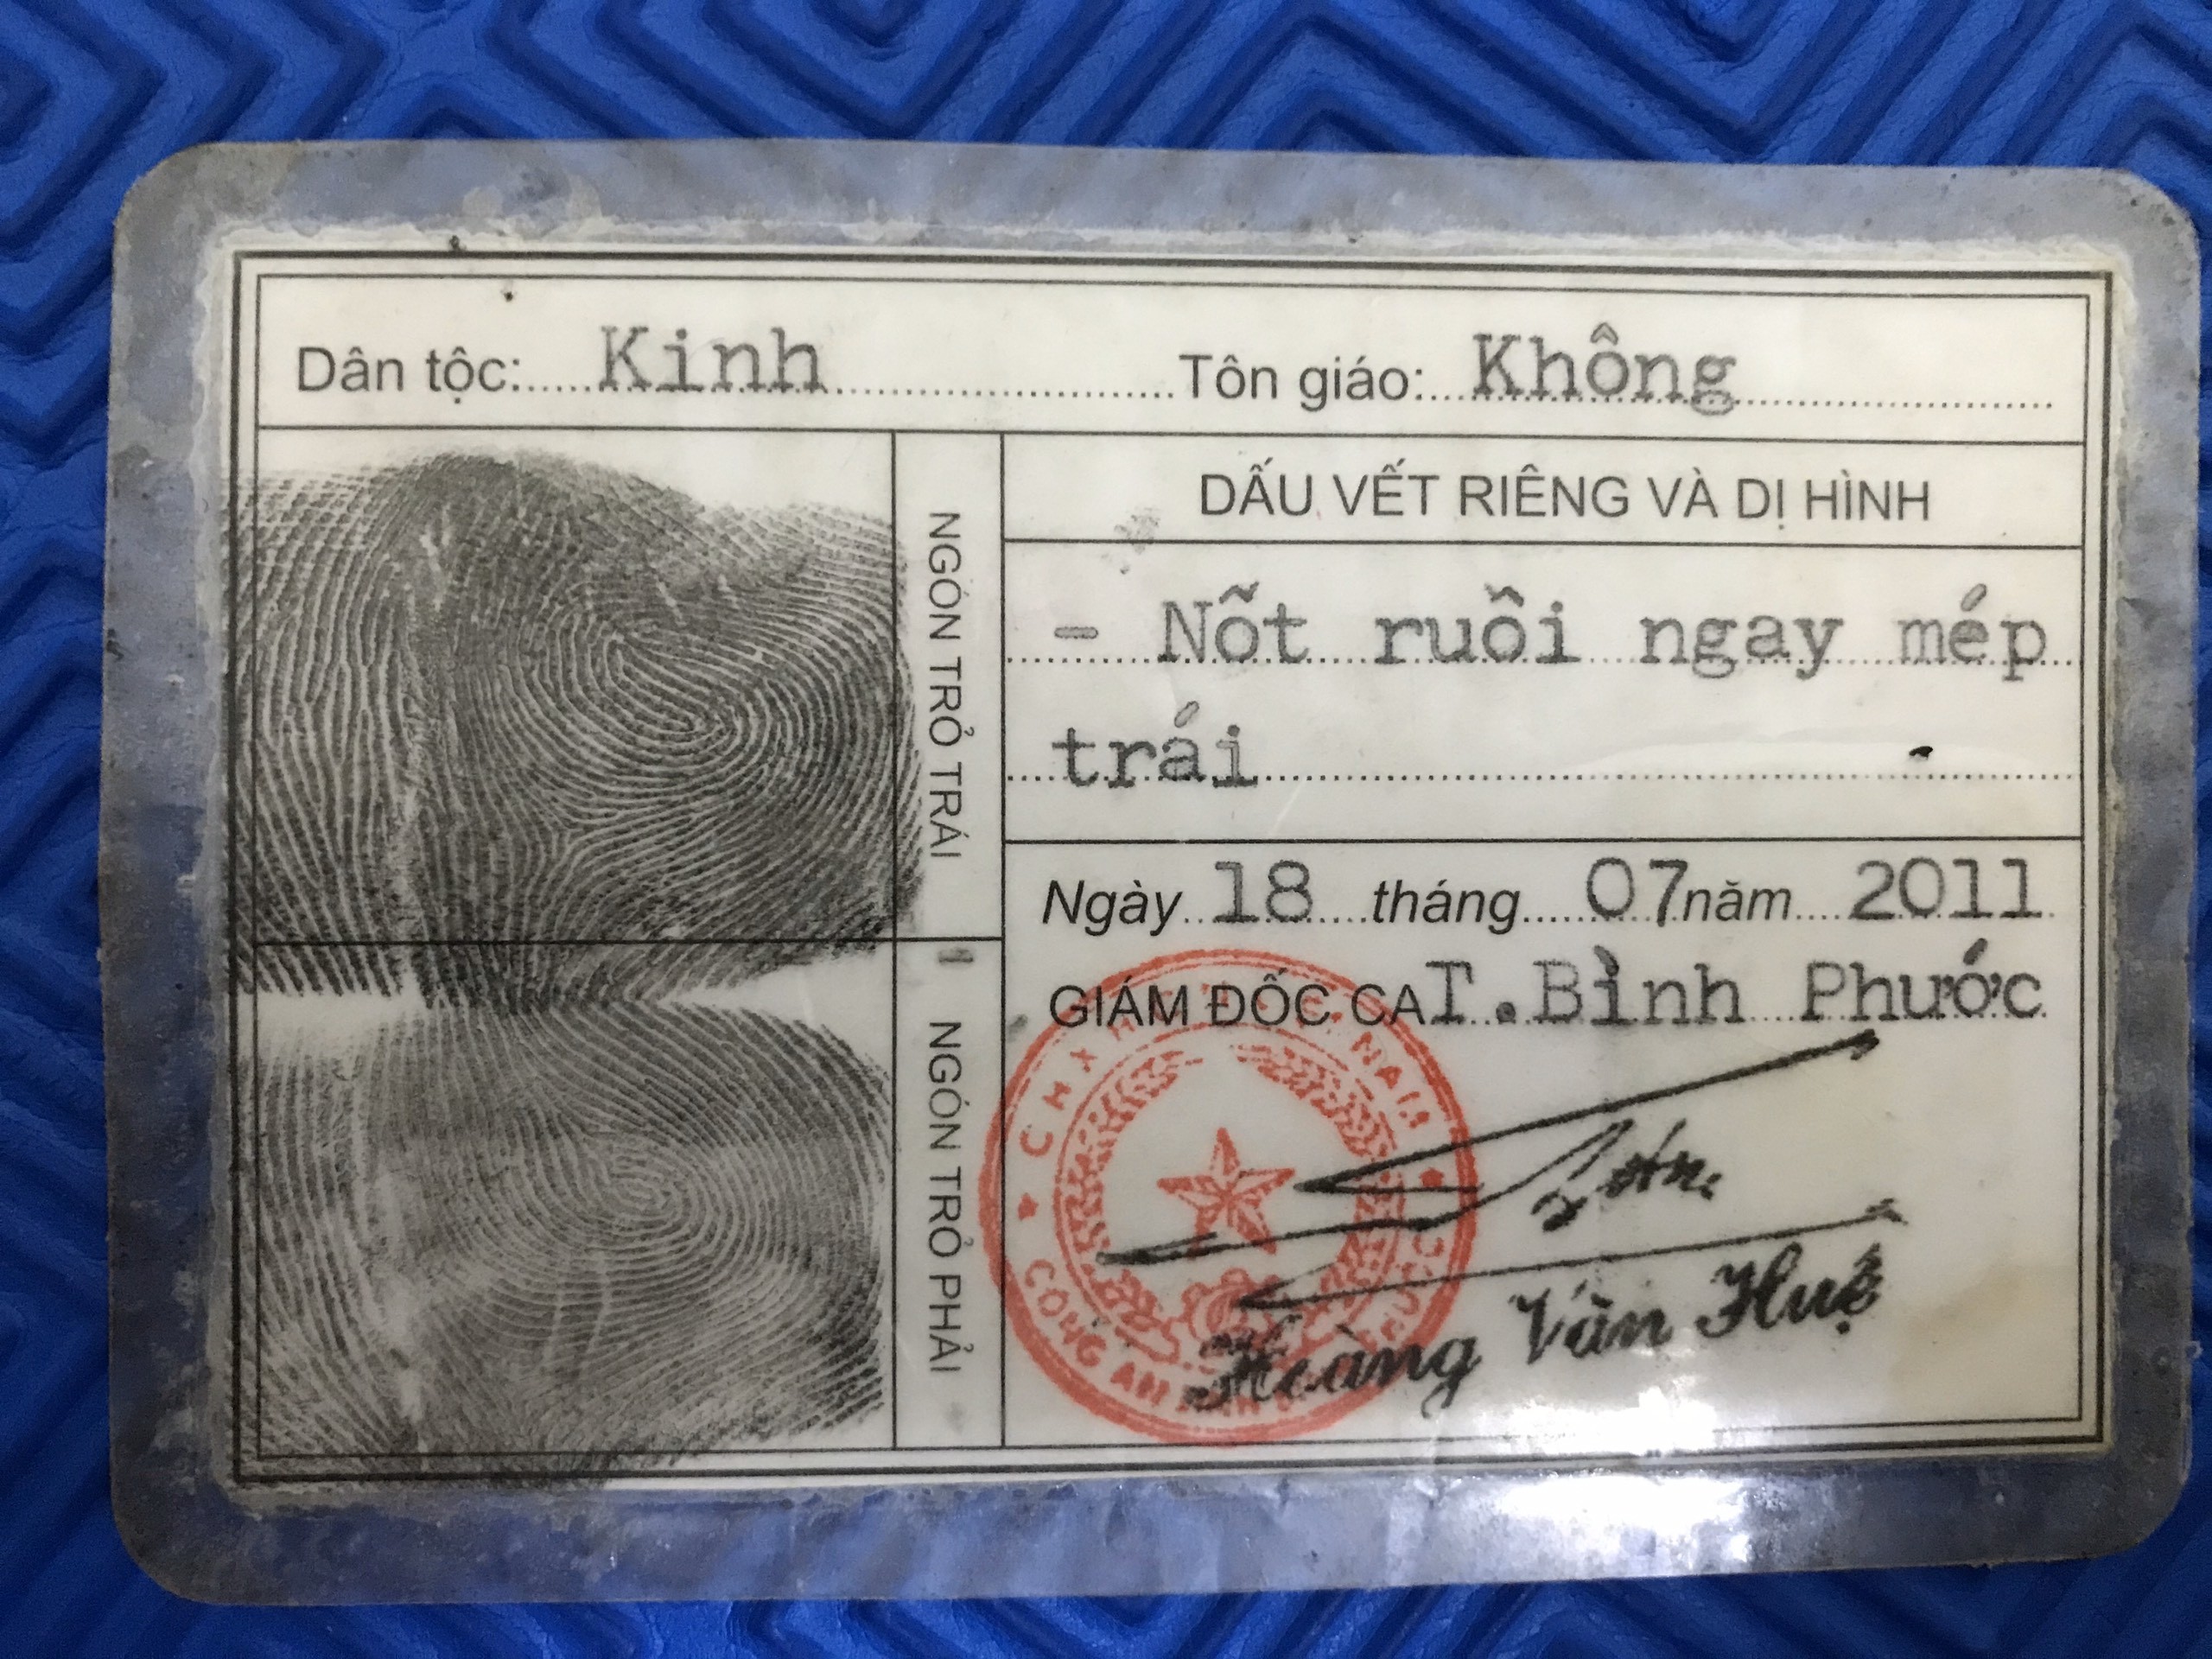 Dân tộc: Kinh Tôn giáo: Không
NGÓN TRỎ TRÁI
NGÓN TRỎ PHẢI
DẤU VẾT RIÊNG VÀ DỊ HÌNH
- Nốt ruồi ngay mép
trái
Ngày 18 tháng 07 năm 2011
GIÁM ĐỐC CA T.Bình Phước
Hoàng Văn Huệ